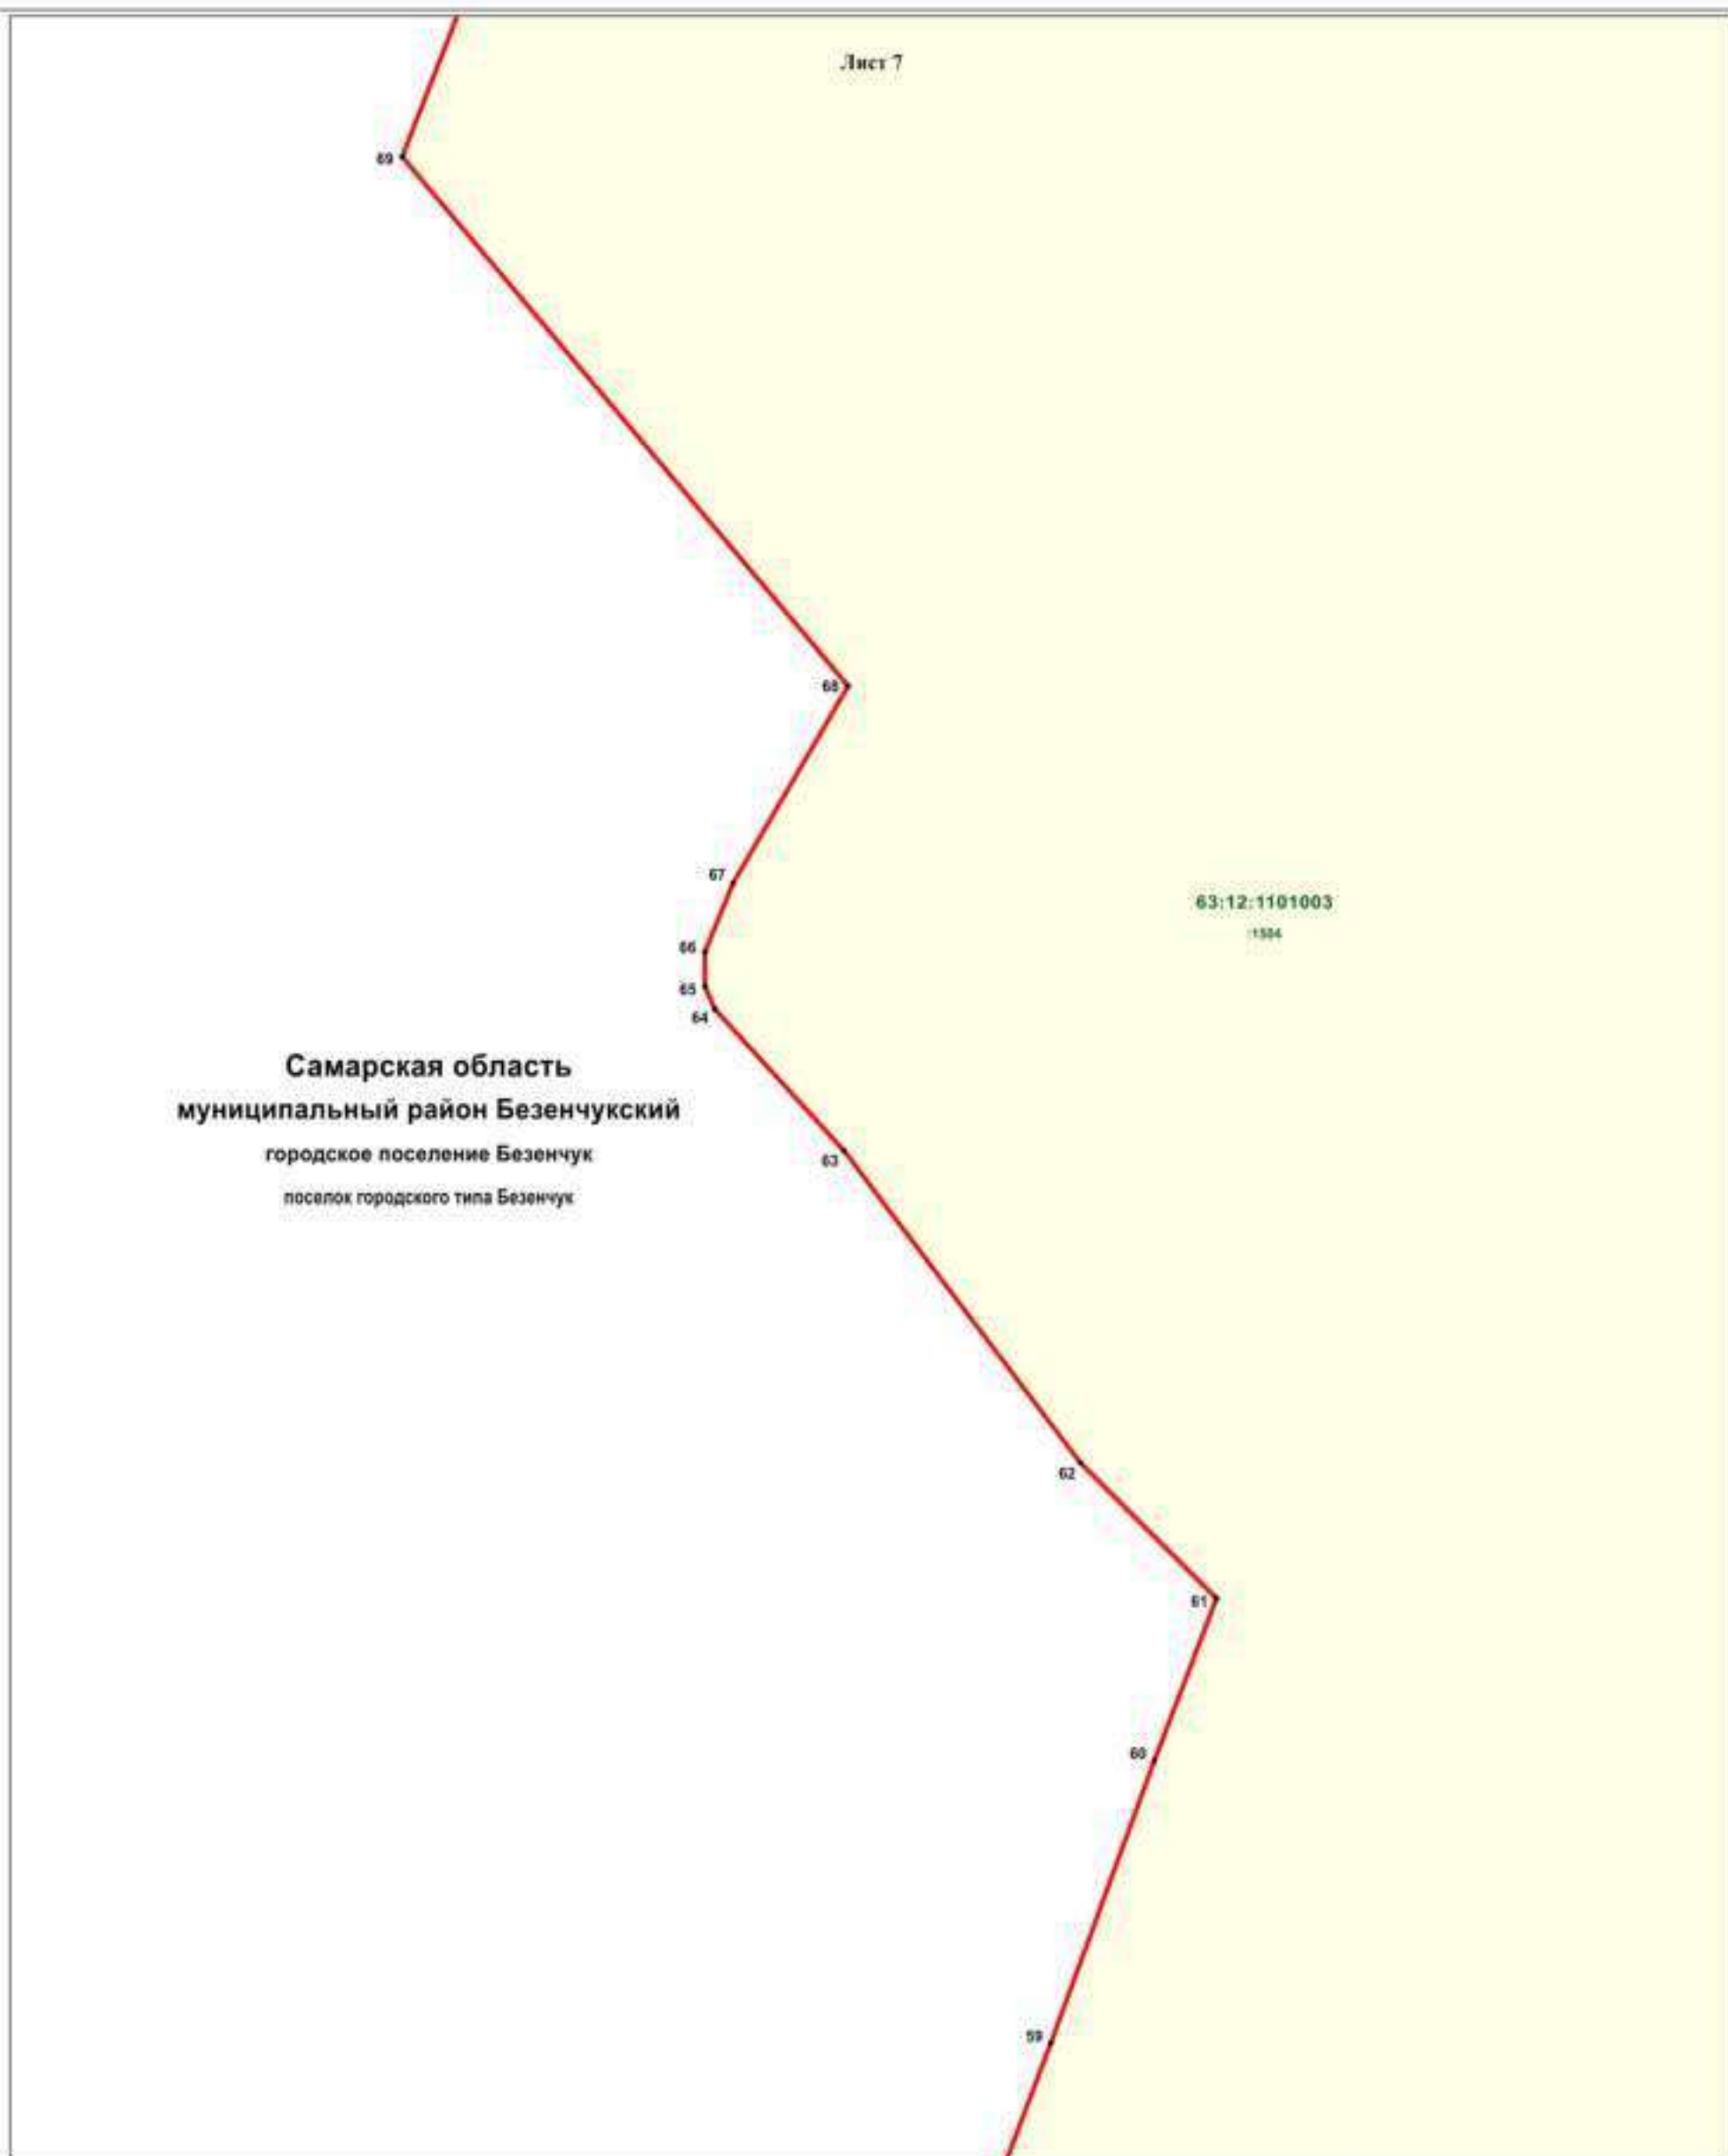 Лист 7
69
68
67
63:12:1101003
:1504
66
65
64
Самарская область
муниципальный район Безенчукский
городское поселение Безенчук
поселок городского типа Безенчук
63
62
61
60
59